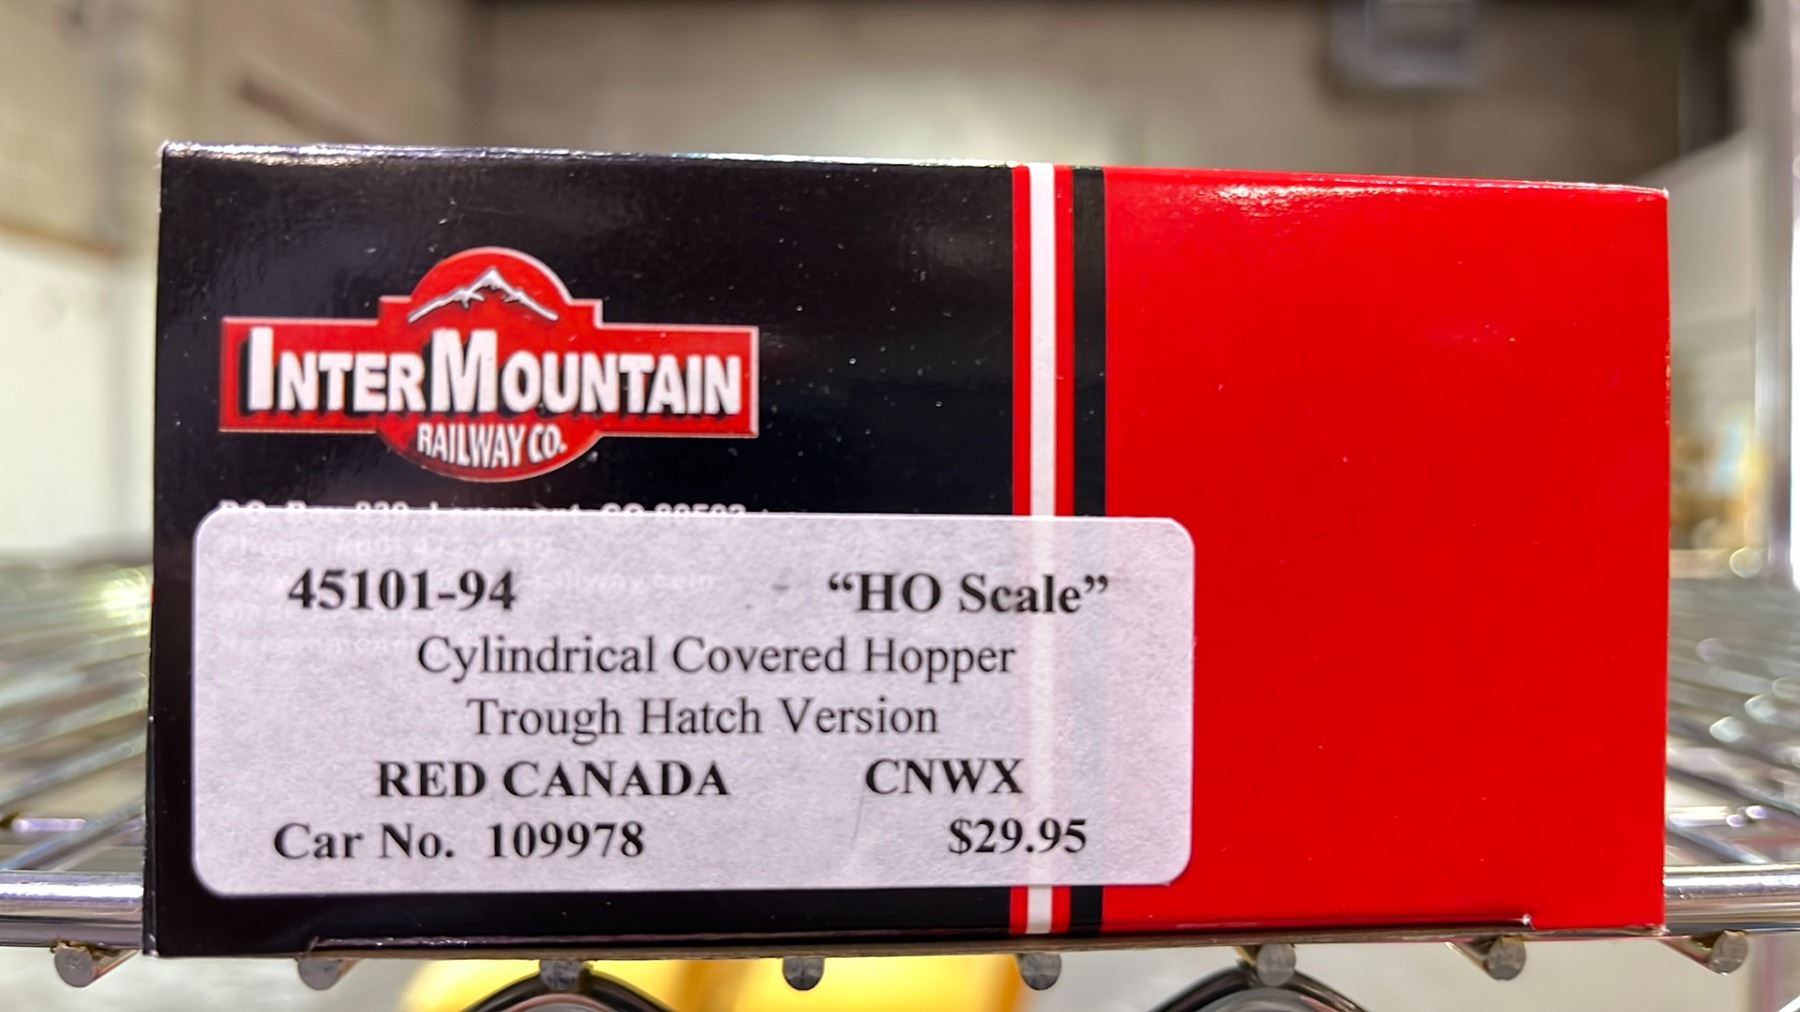 INTERMOUNTAIN
RAILWAY CO.
45101-94 "HO Scale"
Cylindrical Covered Hopper
Trough Hatch Version
RED CANADA CNWX
Car No. 109978 $29.95